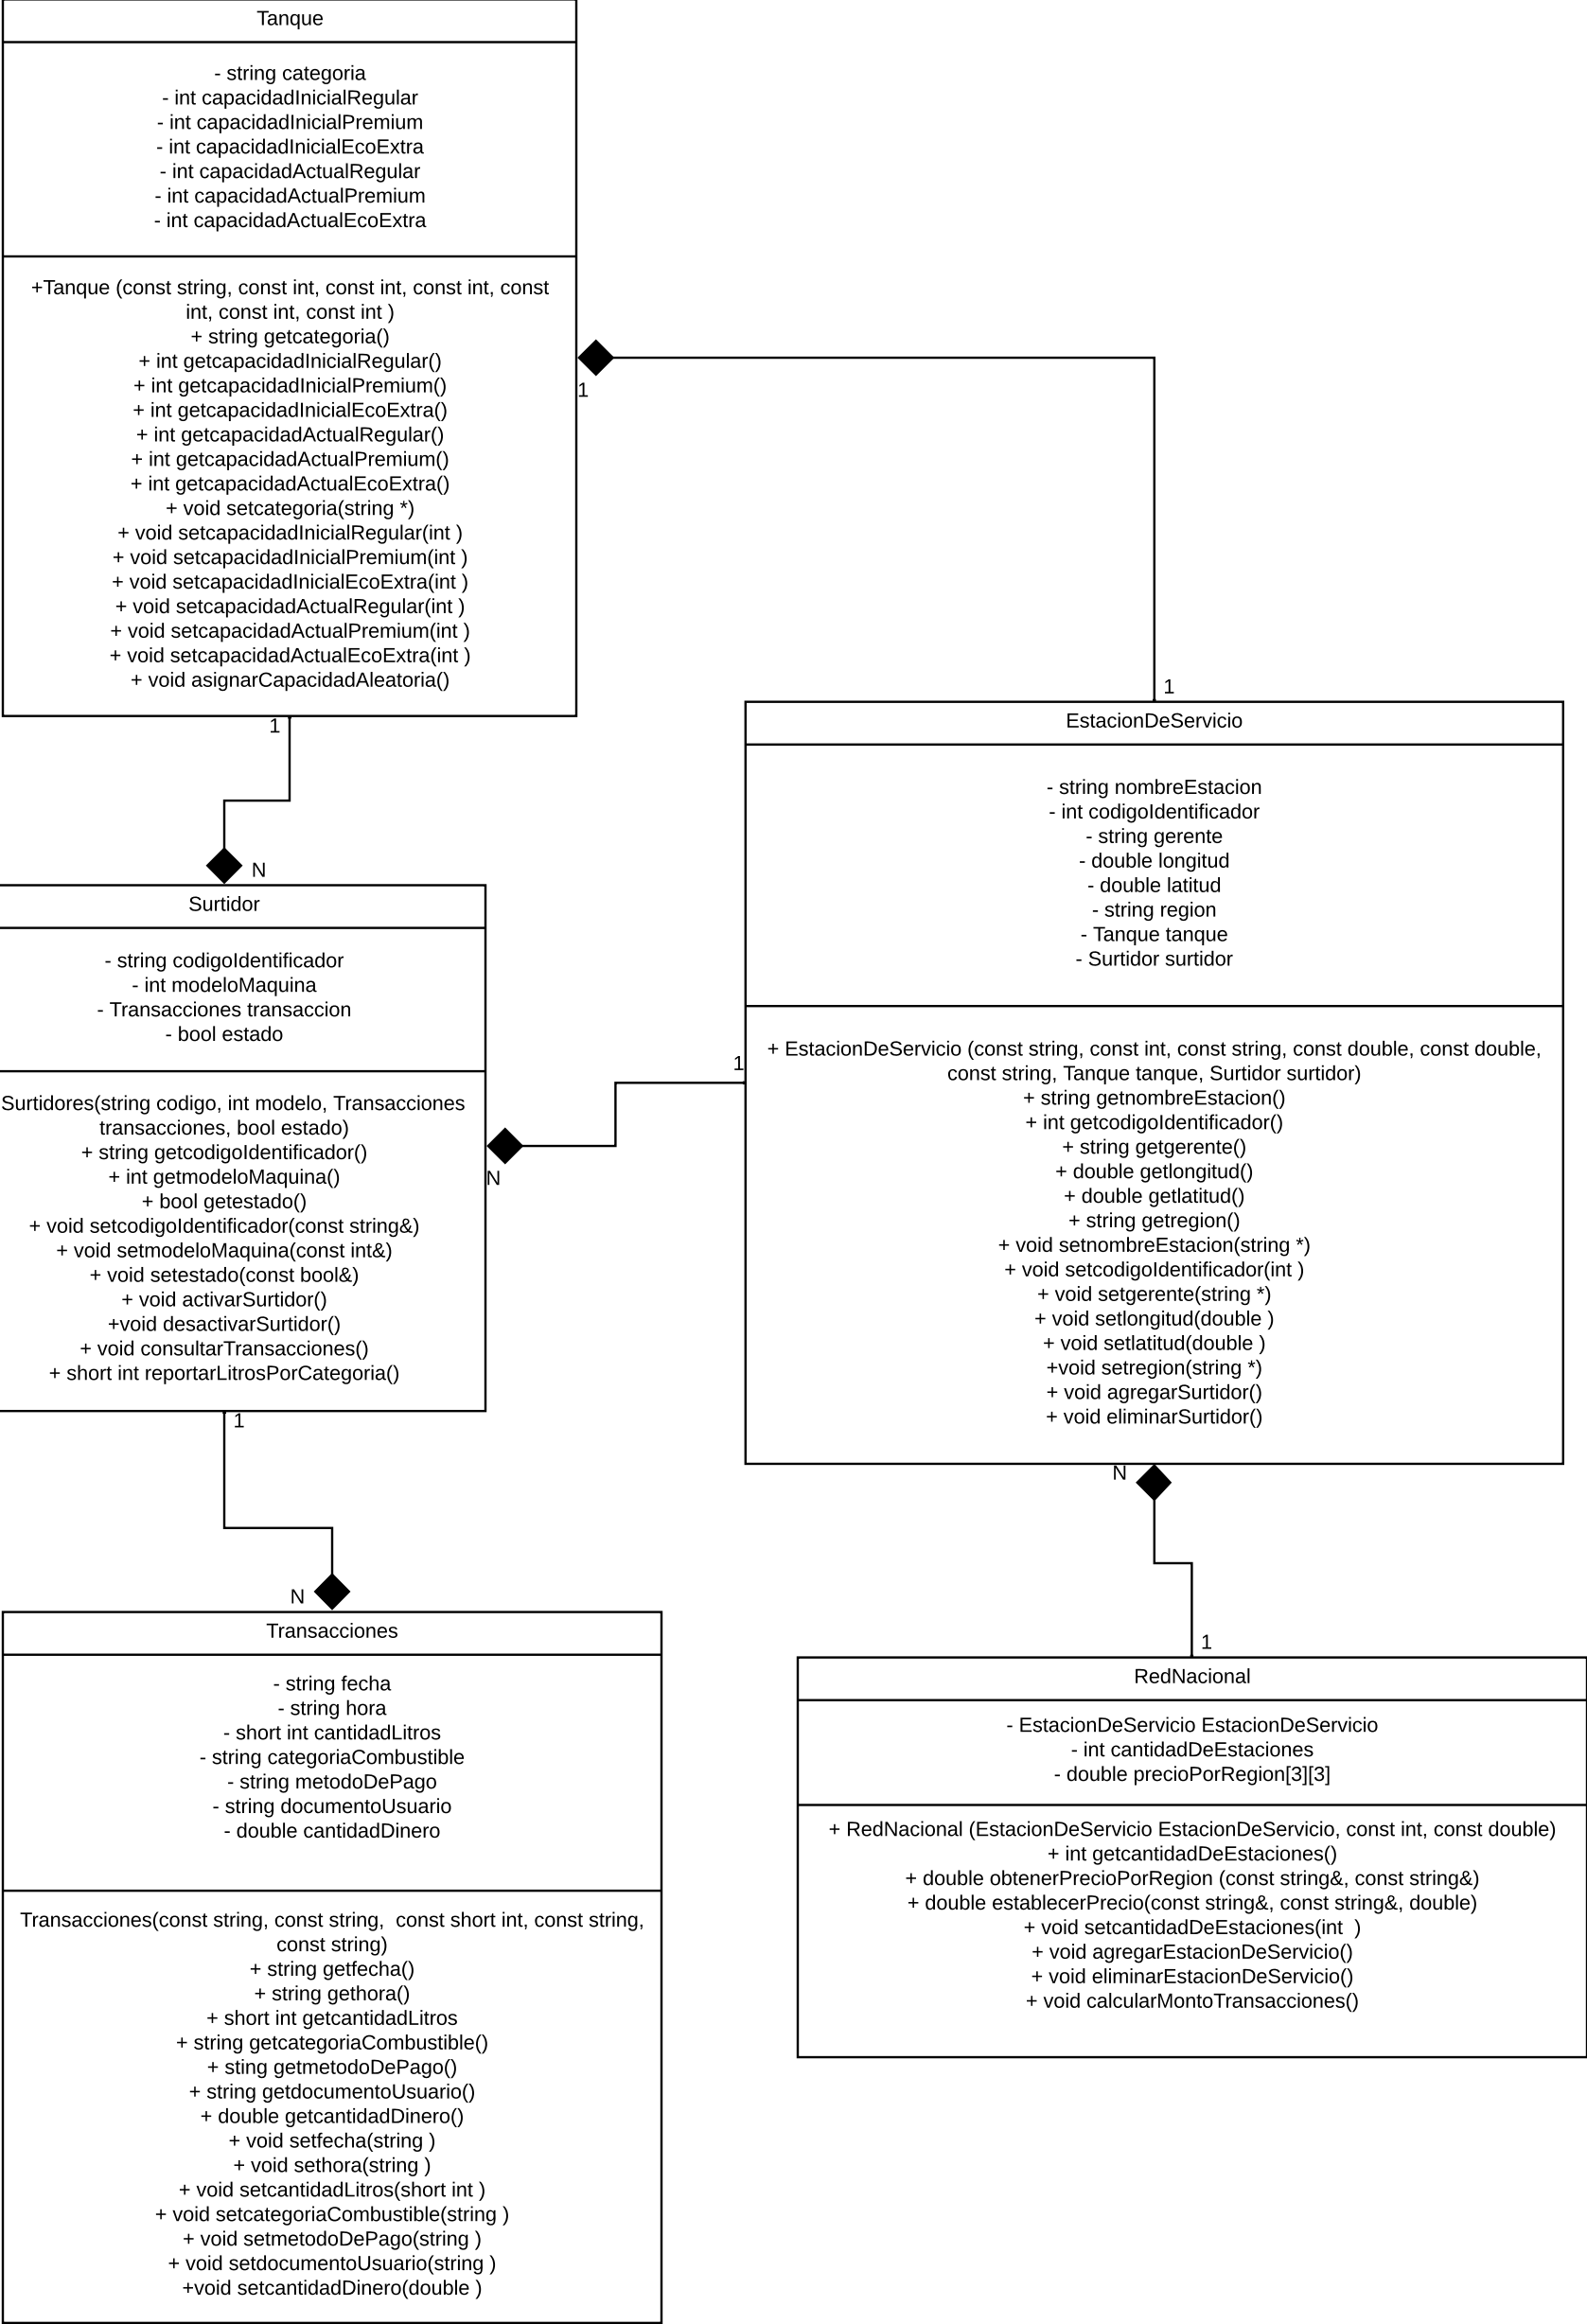 Tanque
- string categoria
- int capacidadInicialRegular
- int capacidadInicialPremium
- int capacidadInicialEcoExtra
- int capacidadActualRegular
- int capacidadActualPremium
- int capacidadActualEcoExtra
+Tanque (const string, const int, const int, const int, const
int, const int, const int )
+ string getcategoria()
+ int getcapacidadInicialRegular()
+ int getcapacidadInicialPremium()
+ int getcapacidadInicialEcoExtra()
+ int getcapacidadActualRegular()
+ int getcapacidadActualPremium()
+ int getcapacidadActualEcoExtra()
+ void setcategoria(string *)
+ void setcapacidadInicialRegular(int )
+ void setcapacidadInicialPremium(int )
+ void setcapacidadInicialEcoExtra(int )
+ void setcapacidadActualRegular(int )
+ void setcapacidadActualPremium(int )
+ void setcapacidadActualEcoExtra(int )
+ void asignarCapacidadAleatoria()
1
1
1
N
EstacionDeServicio
- string nombreEstacion
- int codigoIdentificador
- string gerente
- double longitud
- double latitud
- string region
- Tanque tanque
- Surtidor surtidor
+ EstacionDeServicio (const string, const int, const string, const double, const double,
const string, Tanque tanque, Surtidor surtidor)
+ string getnombreEstacion()
+ int getcodigoIdentificador()
+ string getgerente()
+ double getlongitud()
+ double getlatitud()
+ string getregion()
+ void setnombreEstacion(string *)
+ void setcodigoIdentificador(int )
+ void setgerente(string *)
+ void setlongitud(double )
+ void setlatitud(double )
+void setregion(string *)
+ void agregarSurtidor()
+ void eliminarSurtidor()
Surtidor
- string codigoIdentificador
- int modeloMaquina
- Transacciones transaccion
- bool estado
Surtidores(string codigo, int modelo, Transacciones
transacciones, bool estado)
+ string getcodigoIdentificador()
+ int getmodeloMaquina()
+ bool getestado()
+ void setcodigoIdentificador(const string&)
+ void setmodeloMaquina(const int&)
+ void setestado(const bool&)
+ void activarSurtidor()
+void desactivarSurtidor()
+ void consultarTransacciones()
+ short int reportarLitrosPorCategoria()
1
N
1
N
N
1
Transacciones
- string fecha
- string hora
- short int cantidadLitros
- string categoriaCombustible
- string metodoDePago
- string documentoUsuario
- double cantidadDinero
Transacciones(const string, const string,  const short int, const string,
const string)
+ string getfecha()
+ string gethora()
+ short int getcantidadLitros
+ string getcategoriaCombustible()
+ sting getmetodoDePago()
+ string getdocumentoUsuario()
+ double getcantidadDinero()
+ void setfecha(string )
+ void sethora(string )
+ void setcantidadLitros(short int )
+ void setcategoriaCombustible(string )
+ void setmetodoDePago(string )
+ void setdocumentoUsuario(string )
+void setcantidadDinero(double )
RedNacional
- EstacionDeServicio EstacionDeServicio
- int cantidadDeEstaciones
- double precioPorRegion[3][3]
+ RedNacional (EstacionDeServicio EstacionDeServicio, const int, const double)
+ int getcantidadDeEstaciones()
+ double obtenerPrecioPorRegion (const string&, const string&)
+ double establecerPrecio(const string&, const string&, double)
+ void setcantidadDeEstaciones(int  )
+ void agregarEstacionDeServicio()
+ void eliminarEstacionDeServicio()
+ void calcularMontoTransacciones()